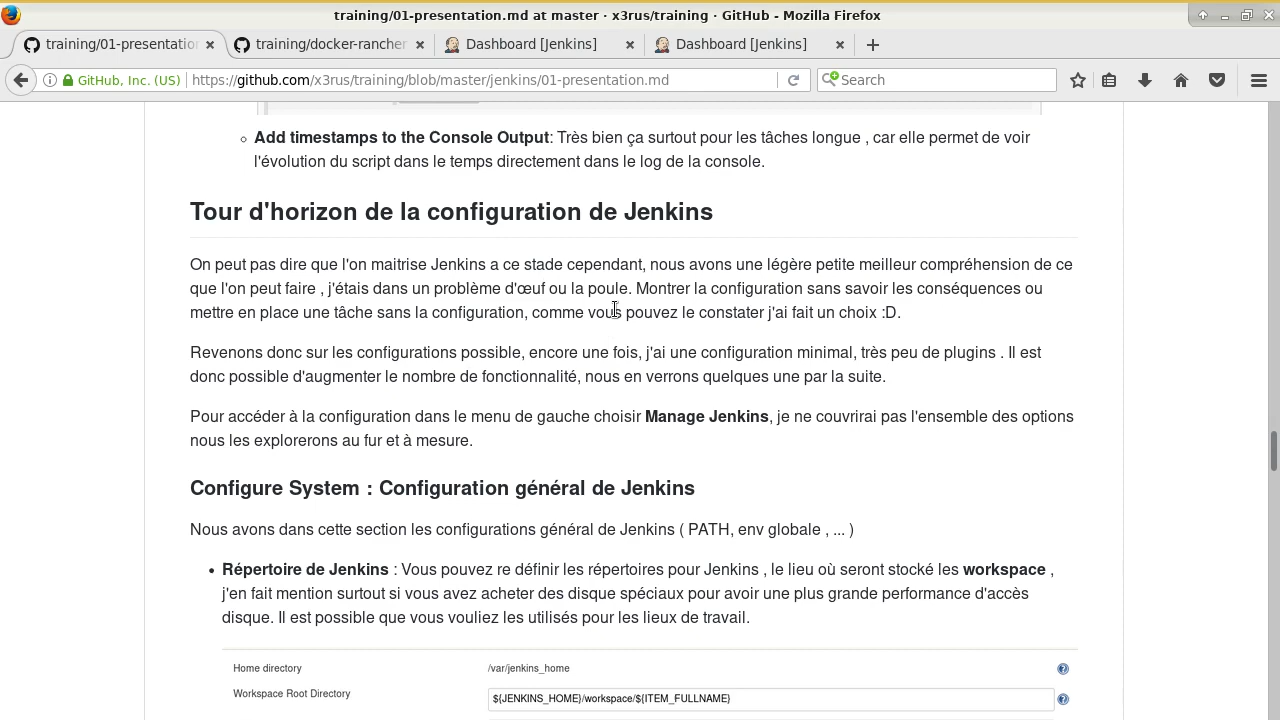 training/01-presentation.md at master · x3rus/training · GitHub - Mozilla Firefox
training/01-presentatio
training/docker-rancher
Dashboard [Jenkins]
Dashboard [Jenkins]
GitHub, Inc. (US)
https://github.com/x3rus/training/blob/master/jenkins/01-presentation.md
Search
Add timestamps to the Console Output: Très bien ça surtout pour les tâches longue , car elle permet de voir
l'évolution du script dans le temps directement dans le log de la console.
Tour d'horizon de la configuration de Jenkins
On peut pas dire que l'on maitrise Jenkins a ce stade cependant, nous avons une légère petite meilleur compréhension de ce
que l'on peut faire , j'étais dans un problème d'œuf ou la poule. Montrer la configuration sans savoir les conséquences ou
mettre en place une tâche sans la configuration, comme vous pouvez le constater j'ai fait un choix :D.
Revenons donc sur les configurations possible, encore une fois, j'ai une configuration minimal, très peu de plugins . Il est
donc possible d'augmenter le nombre de fonctionnalité, nous en verrons quelques une par la suite.
Pour accéder à la configuration dans le menu de gauche choisir Manage Jenkins, je ne couvrirai pas l'ensemble des options
nous les explorerons au fur et à mesure.
Configure System : Configuration général de Jenkins
Nous avons dans cette section les configurations général de Jenkins ( PATH, env globale , ... )
Répertoire de Jenkins : Vous pouvez re définir les répertoires pour Jenkins , le lieu où seront stocké les workspace ,
j'en fait mention surtout si vous avez acheter des disque spéciaux pour avoir une plus grande performance d'accès
disque. Il est possible que vous vouliez les utilisés pour les lieux de travail.
Home directory /var/jenkins_home
Workspace Root Directory ${JENKINS_HOME}/workspace/${ITEM_FULLNAME}